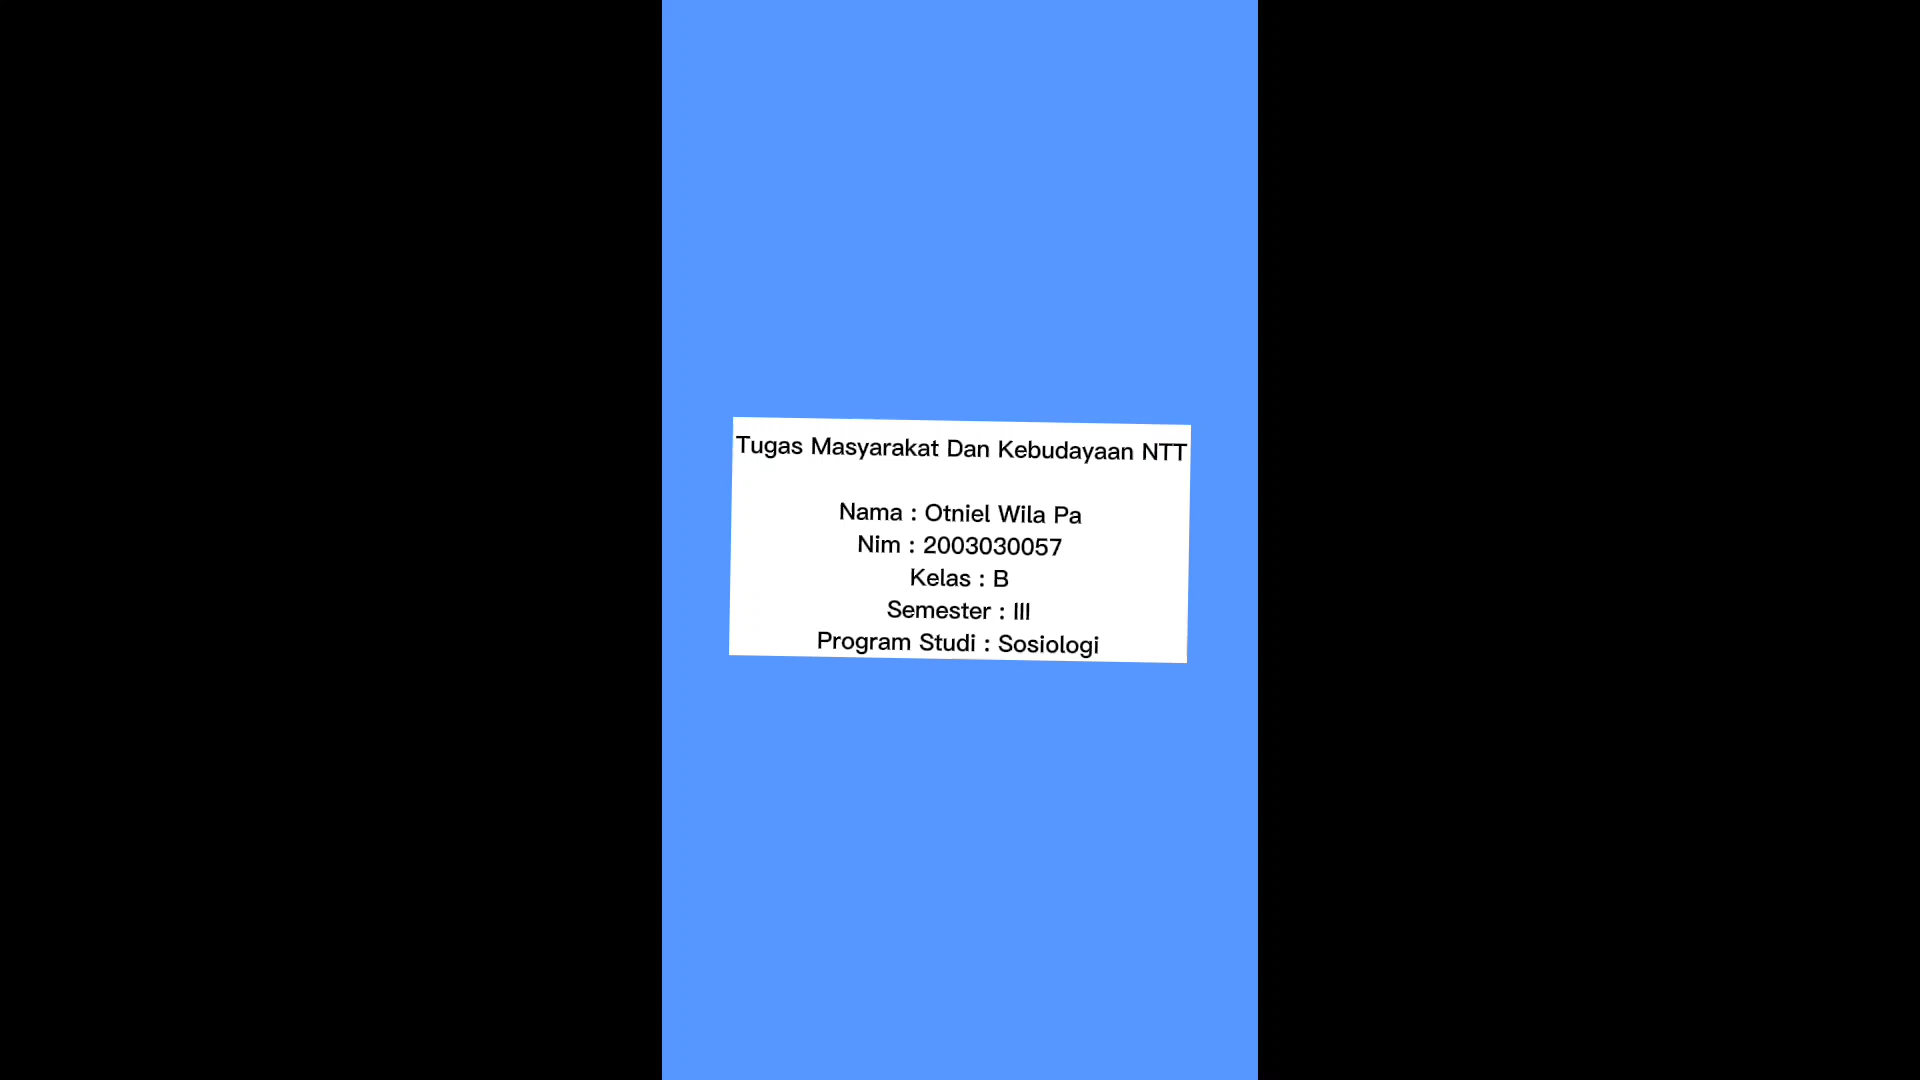 Tugas Masyarakat Dan Kebudayaan NTT
Nama : Otniel Wila Pa
Nim : 2003030057
Kelas : B
Semester : III
Program Studi : Sosiologi